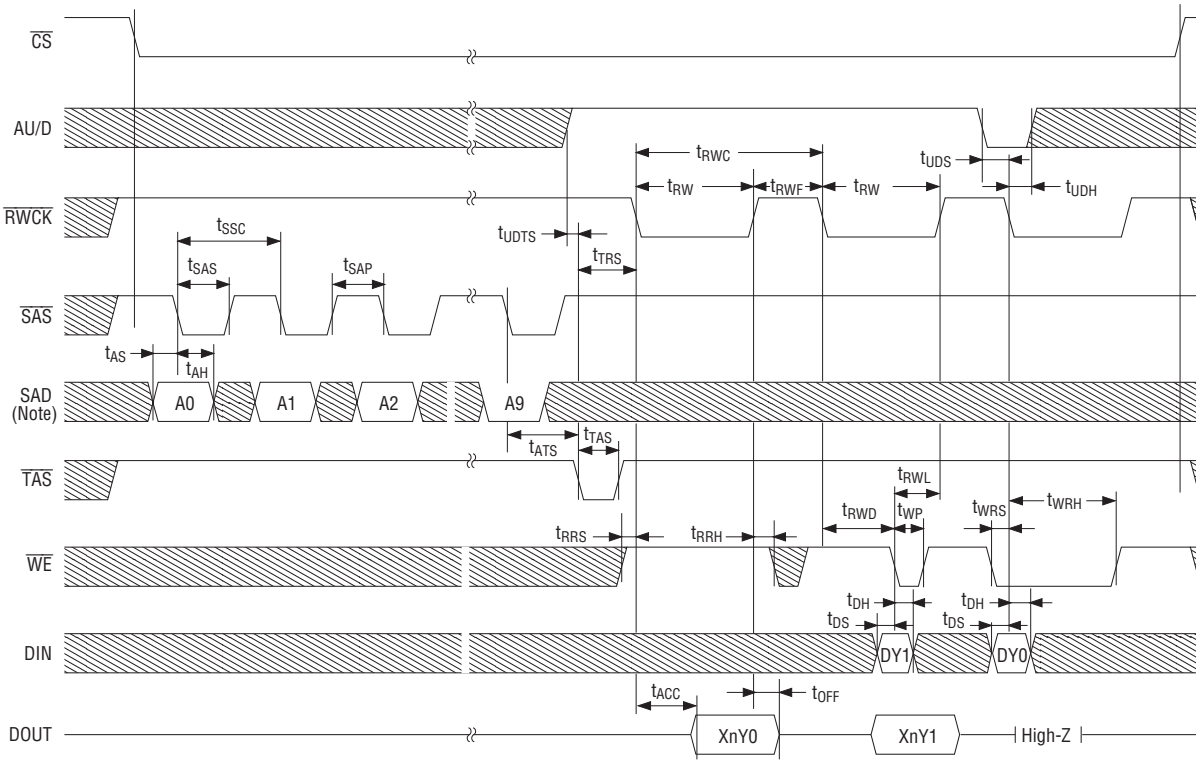 CS
AU/D
tRWC
tUDS
tRW
tRWF
tRW
tUDH
RWCK
tSSC
tUDTS
tSAS
tSAP
tTRS
SAS
tAS
tAH
SAD
(Note)
A0
A1
A2
A9
tATS
tTAS
TAS
tRWL
tRWD
tWP
tWRS
tWRH
tRRS
tRRH
WE
tDH
tDH
tDS
tDS
DIN
DY1
DY0
tACC
tOFF
DOUT
XnY0
XnY1
High-Z